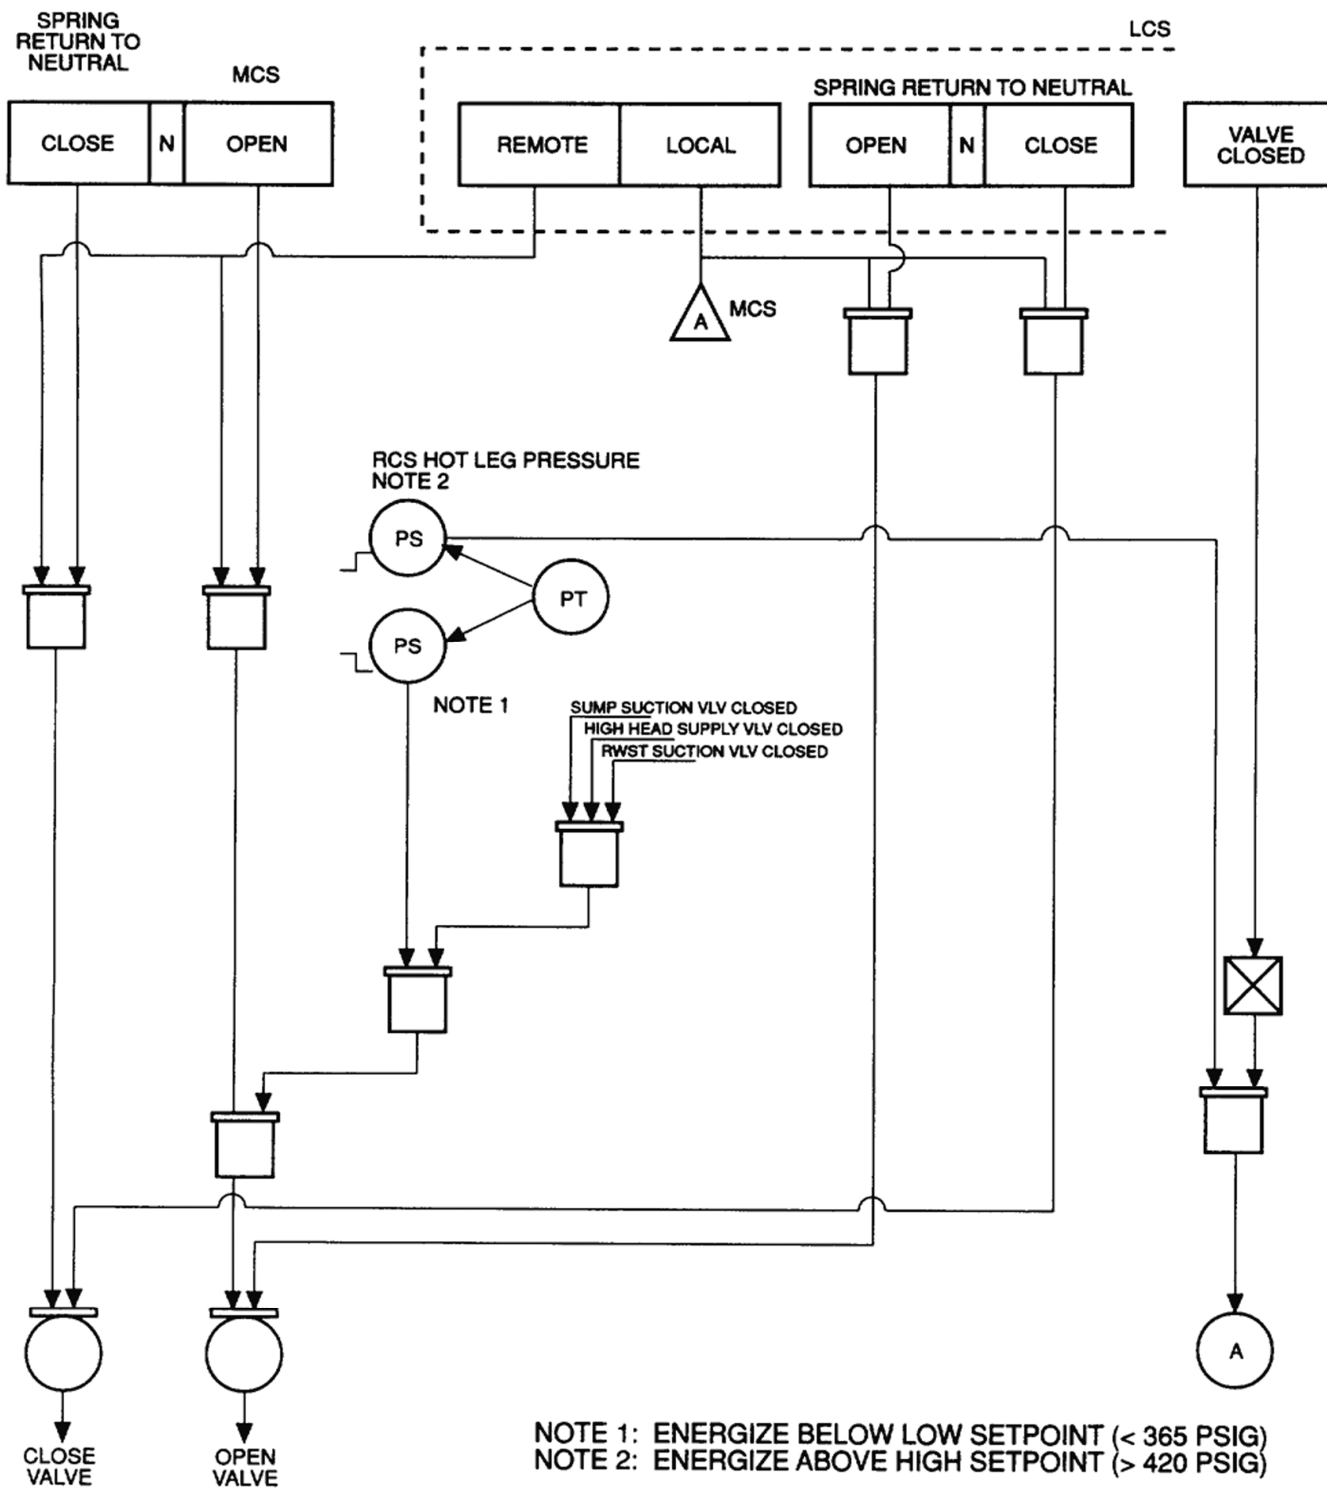 SPRING
RETURN TO
NEUTRAL
MCS
LCS
SPRING RETURN TO NEUTRAL
CLOSE N OPEN
REMOTE LOCAL
OPEN N CLOSE
VALVE
CLOSED
A MCS
RCS HOT LEG PRESSURE
NOTE 2
PS
PT
PS
NOTE 1
SUMP SUCTION VLV CLOSED
HIGH HEAD SUPPLY VLV CLOSED
RWST SUCTION VLV CLOSED
A
CLOSE
VALVE
OPEN
VALVE
NOTE 1: ENERGIZE BELOW LOW SETPOINT (< 365 PSIG)
NOTE 2: ENERGIZE ABOVE HIGH SETPOINT (> 420 PSIG)